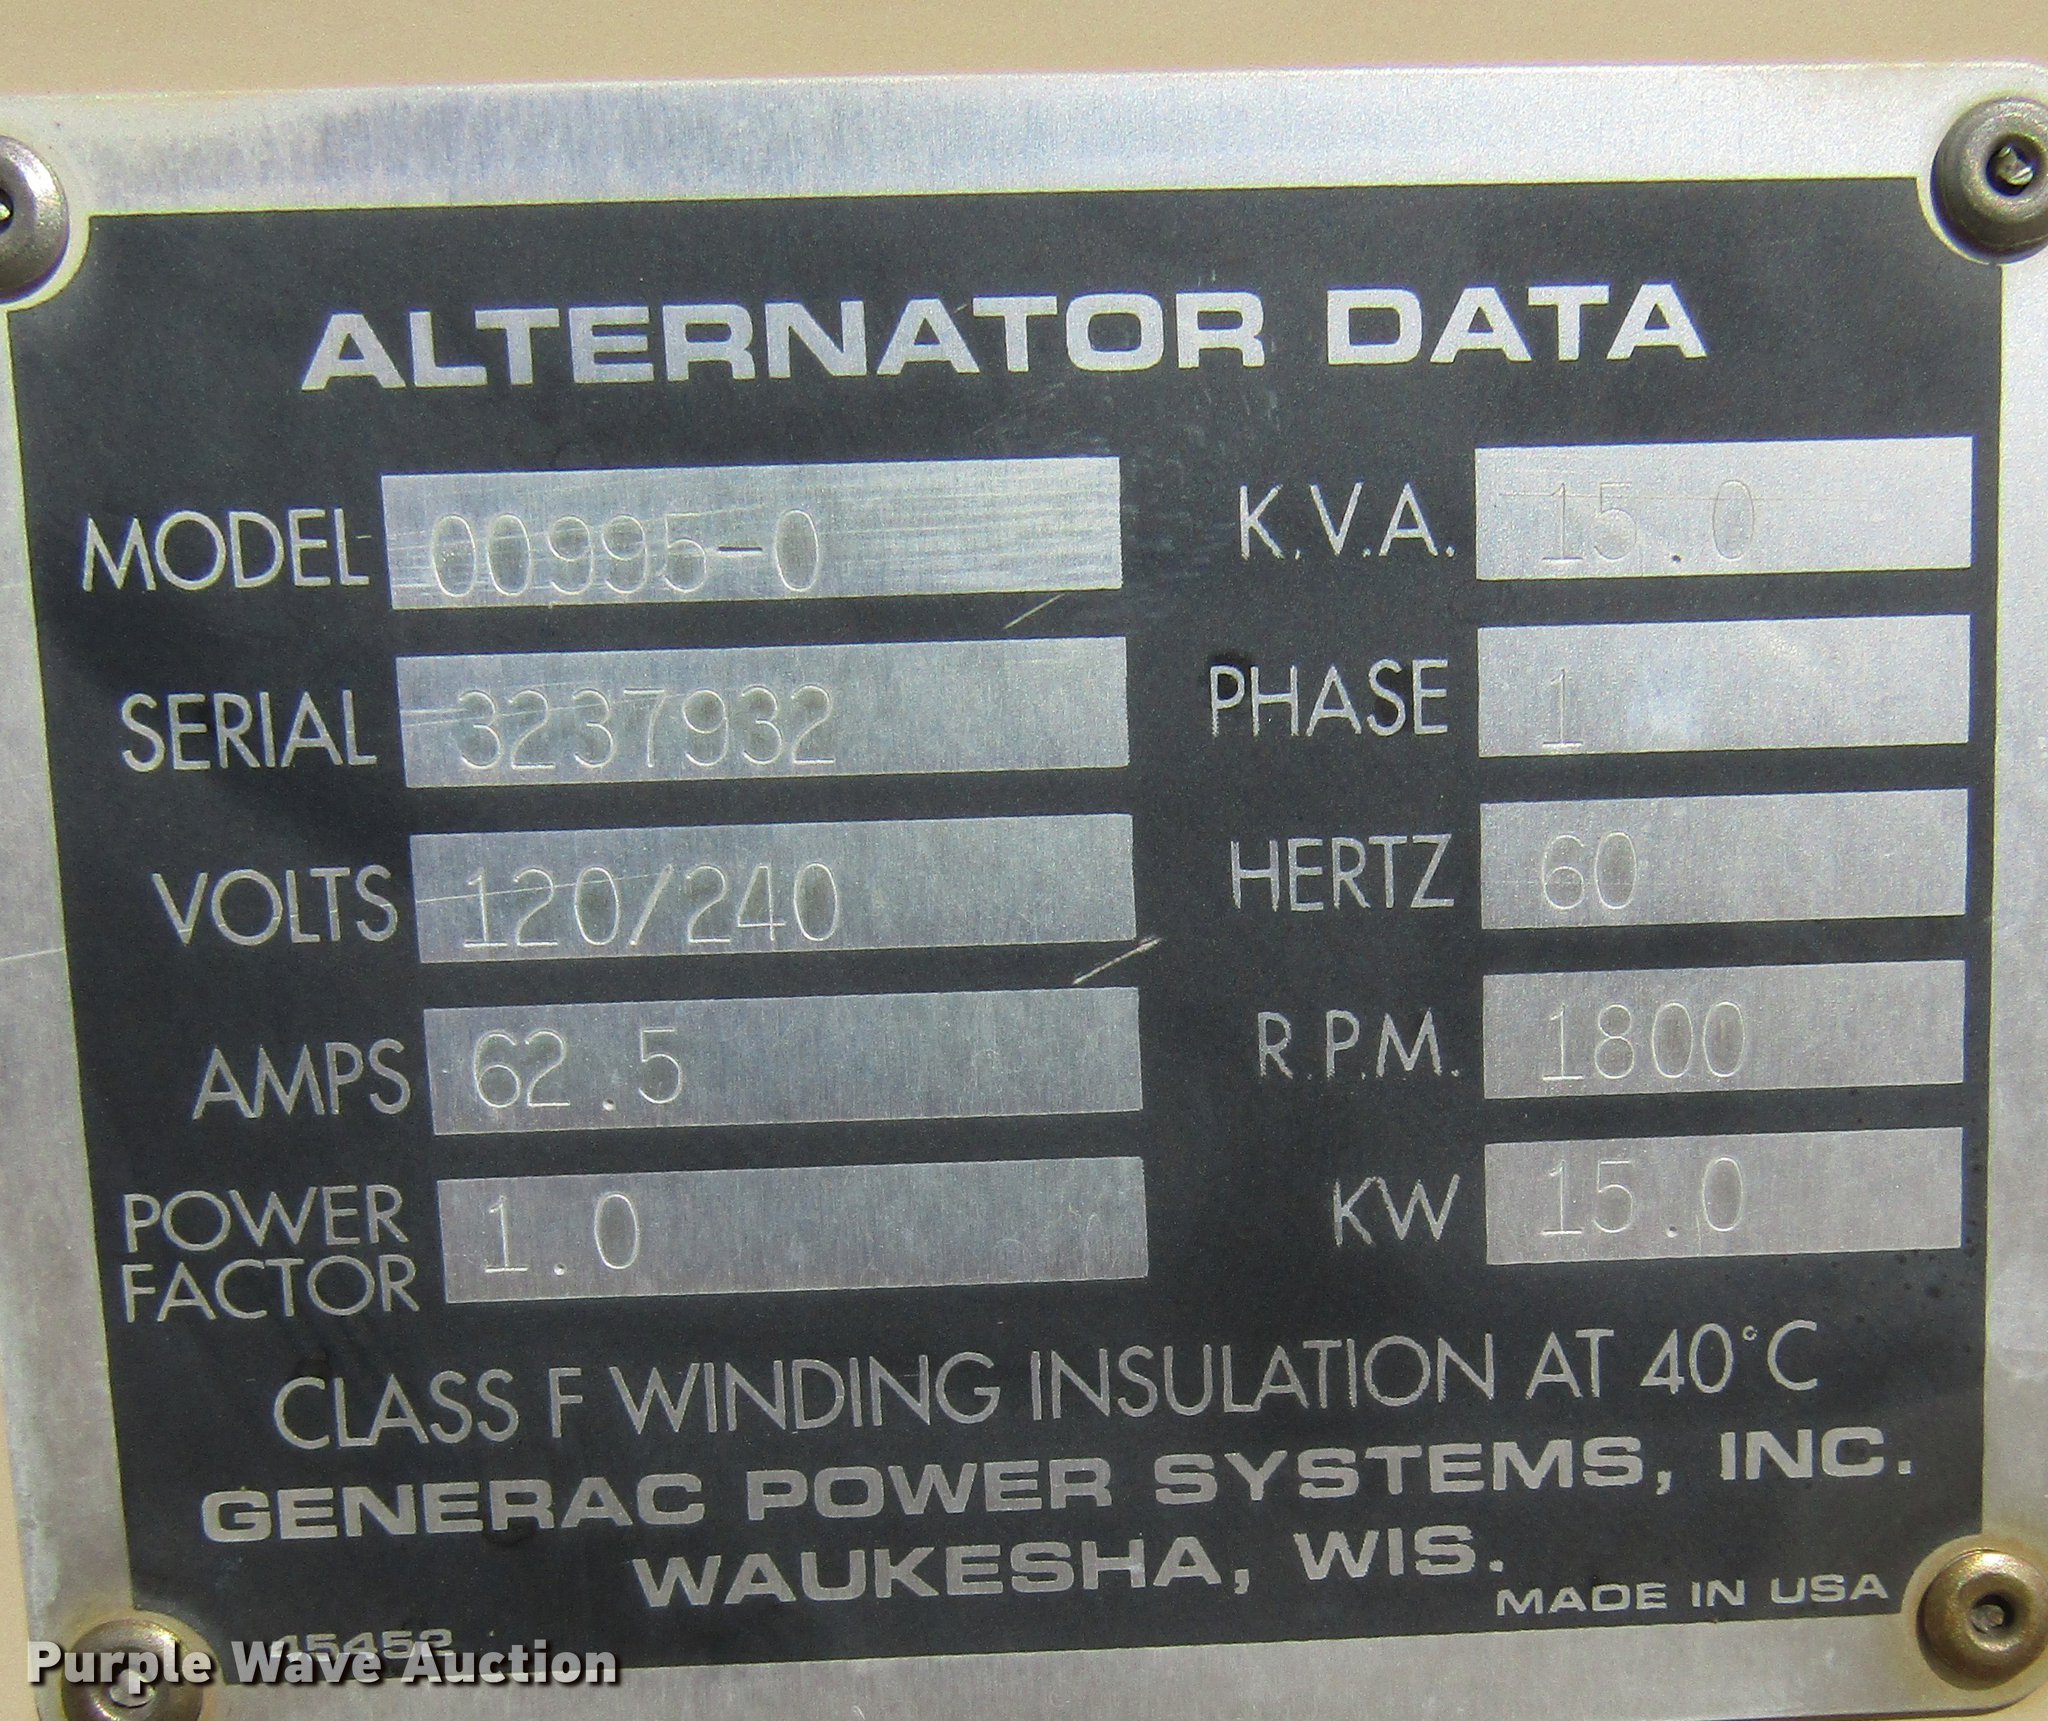 ALTERNATOR DATA
MODEL 00995-0
K.V.A. 15.0
SERIAL 3237932
PHASE 1
VOLTS 120/240
HERTZ 60
AMPS 62.5
R.P.M. 1800
POWER FACTOR 1.0
KW 15.0
CLASS F WINDING INSULATION AT 40°C
GENERAC POWER SYSTEMS, INC.
WAUKESHA, WIS.
MADE IN USA
Purple Wave Auction